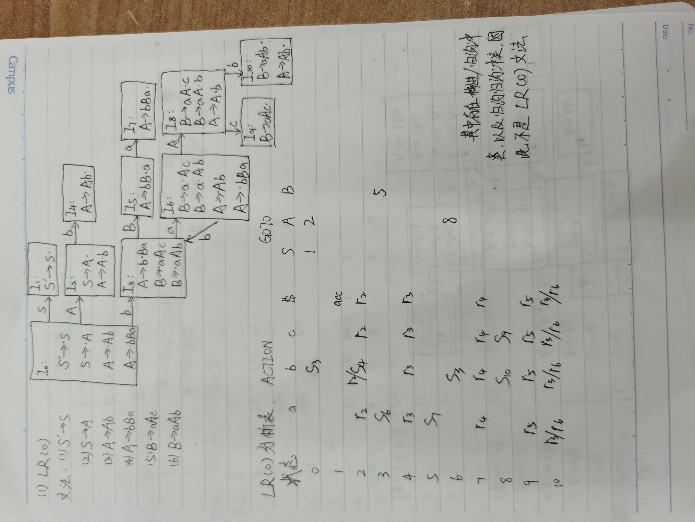 Campus
No.
Date
(1) LR(0)
文法: (1) S'→S
(2) S→A
(3) A→Ab
(4) A→bBa
(5) B→aAc
(6) B→aAb
I0:
S'→·S
S→·A
A→·Ab
A→·bBa
S
I1:
S'→S·
A
I2:
S→A·
A→A·b
b
I4:
A→Ab·
b
I3:
A→b·Ba
B→·aAc
B→·aAb
B
I5:
A→bB·a
a
I7:
A→bBa·
a
b
I6:
B→a·Ac
B→a·Ab
A→·Ab
A→·bBa
A
I8:
B→aA·c
B→aA·b
A→A·b
c
I9:
B→aAc·
b
I10:
B→aAb·
A→Ab·
LR(0)分析表
ACTION GOTO
状态 a b c # S A B
0 S3 1 2
1 acc
2 r2 r2/S4 r2 r2
3 S6 5
4 r3 r3 r3 r3
5 S7
6 S3 8
7 r4 r4 r4 r4
8 S10 S9
9 r5 r5 r5 r5
10 r3/r6 r3/r6 r3/r6 r3/r6
其中存在移进/归约冲
突,以及归约归约冲突,因
此不是LR(0)文法